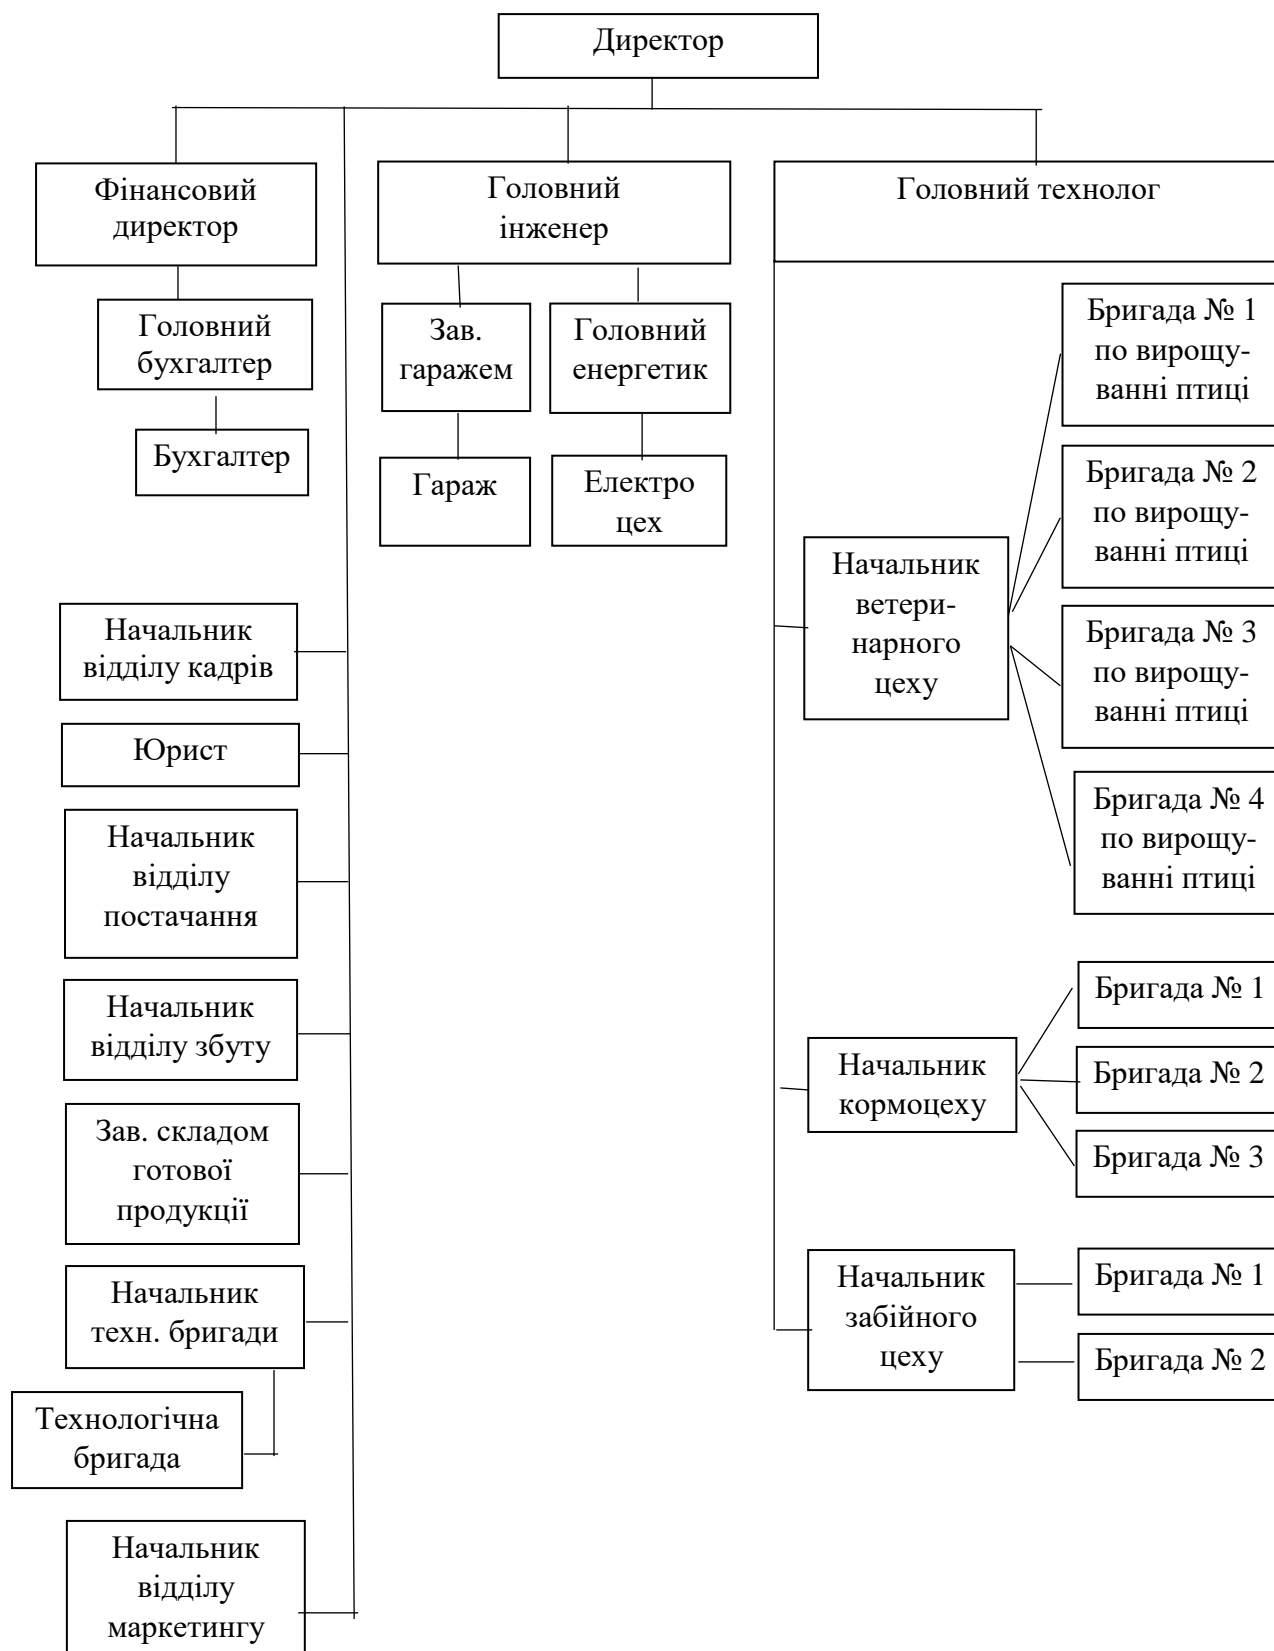 Директор
Фінансовий
директор
Головний
інженер
Головний технолог
Головний
бухгалтер
Бухгалтер
Зав.
гаражем
Головний
енергетик
Гараж
Електро
цех
Бригада № 1
по вирощу-
ванні птиці
Бригада № 2
по вирощу-
ванні птиці
Начальник
ветери-
нарного
цеху
Бригада № 3
по вирощу-
ванні птиці
Бригада № 4
по вирощу-
ванні птиці
Начальник
відділу кадрів
Юрист
Начальник
відділу
постачання
Начальник
відділу збуту
Зав. складом
готової
продукції
Начальник
техн. бригади
Технологічна
бригада
Начальник
відділу
маркетингу
Начальник
кормоцеху
Бригада № 1
Бригада № 2
Бригада № 3
Начальник
забійного
цеху
Бригада № 1
Бригада № 2